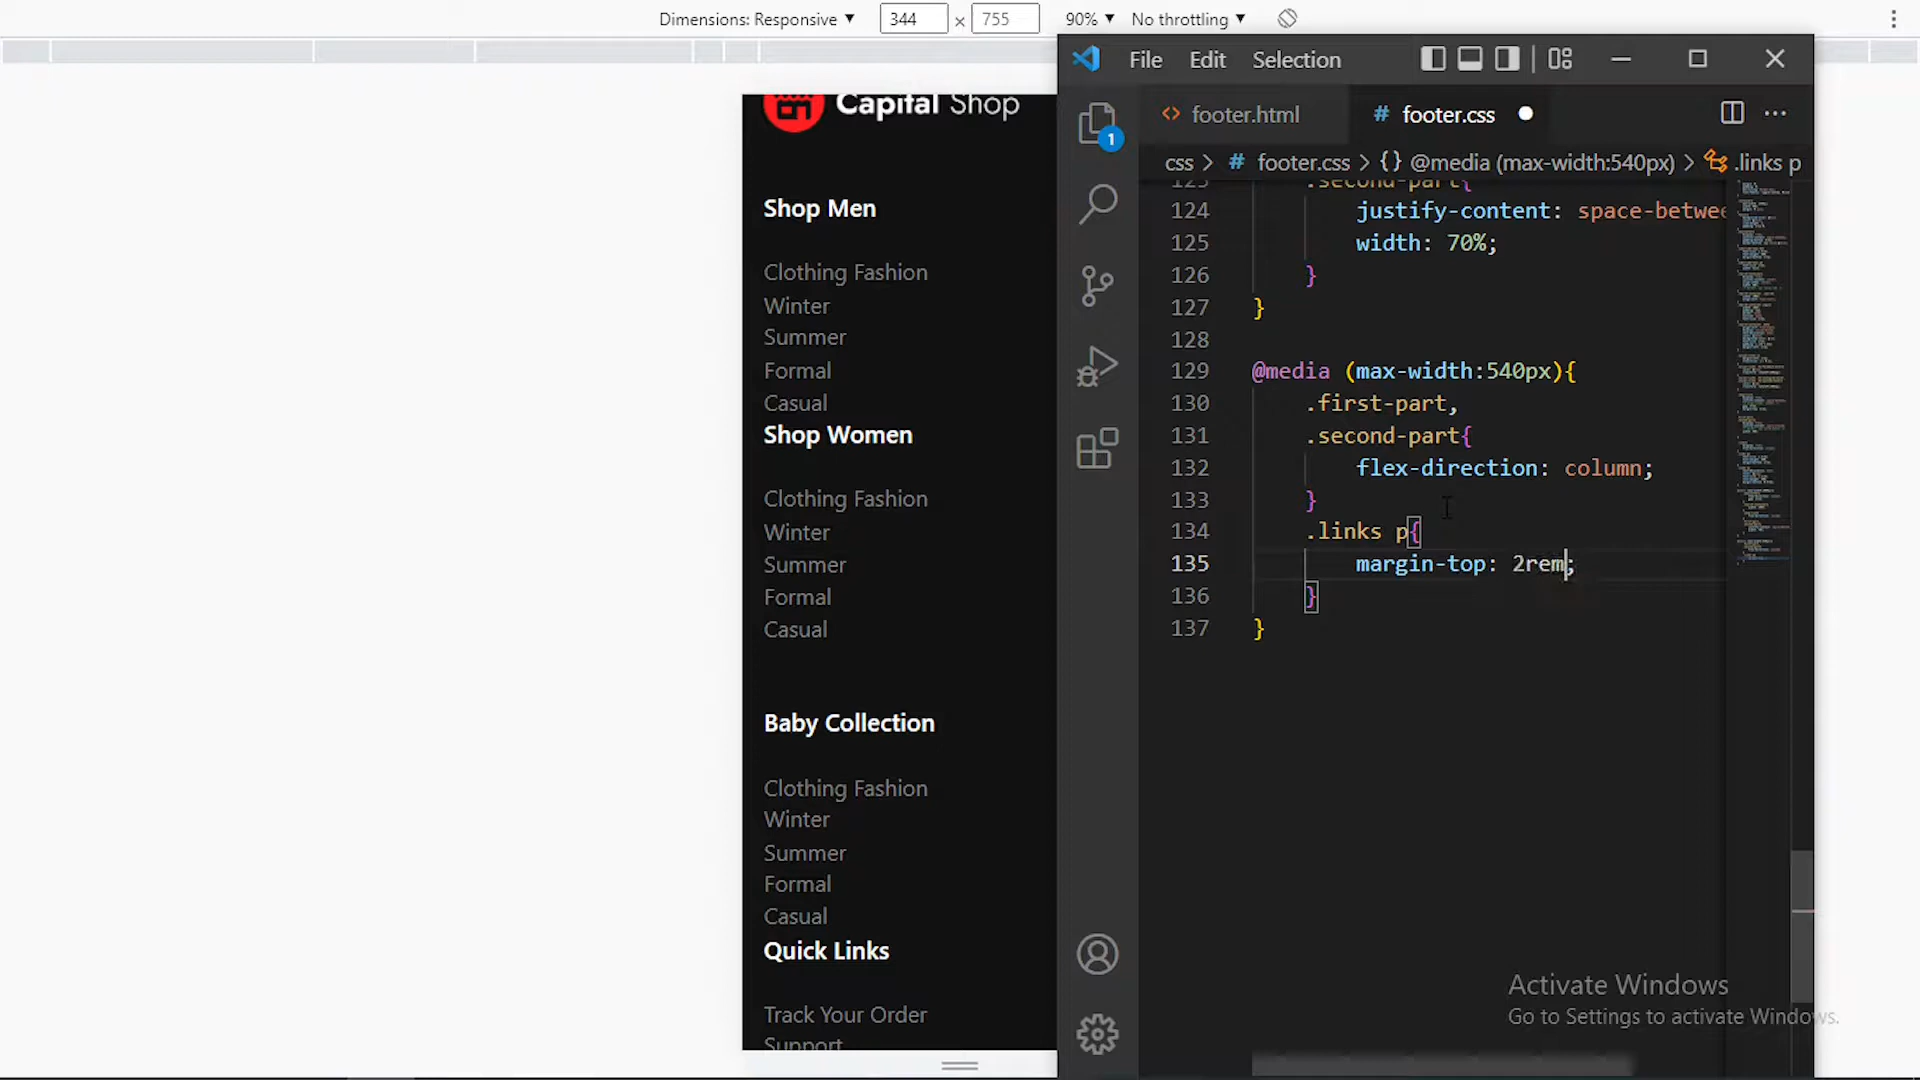 Dimensions: Responsive ▼ 344 × 755 90% ▼ No throttling ▼
Capital Shop
Shop Men
Clothing Fashion
Winter
Summer
Formal
Casual
Shop Women
Clothing Fashion
Winter
Summer
Formal
Casual
Baby Collection
Clothing Fashion
Winter
Summer
Formal
Casual
Quick Links
Track Your Order
Support
File Edit Selection
1
<> footer.html # footer.css
css > # footer.css > {} @media (max-width:540px) > .links p
123 .second-part{
124 justify-content: space-betwee
125 width: 70%;
126 }
127 }
128
129 @media (max-width:540px){
130 .first-part,
131 .second-part{
132 flex-direction: column;
133 }
134 .links p{
135 margin-top: 2rem;
136 }
137 }
Activate Windows
Go to Settings to activate Windows.